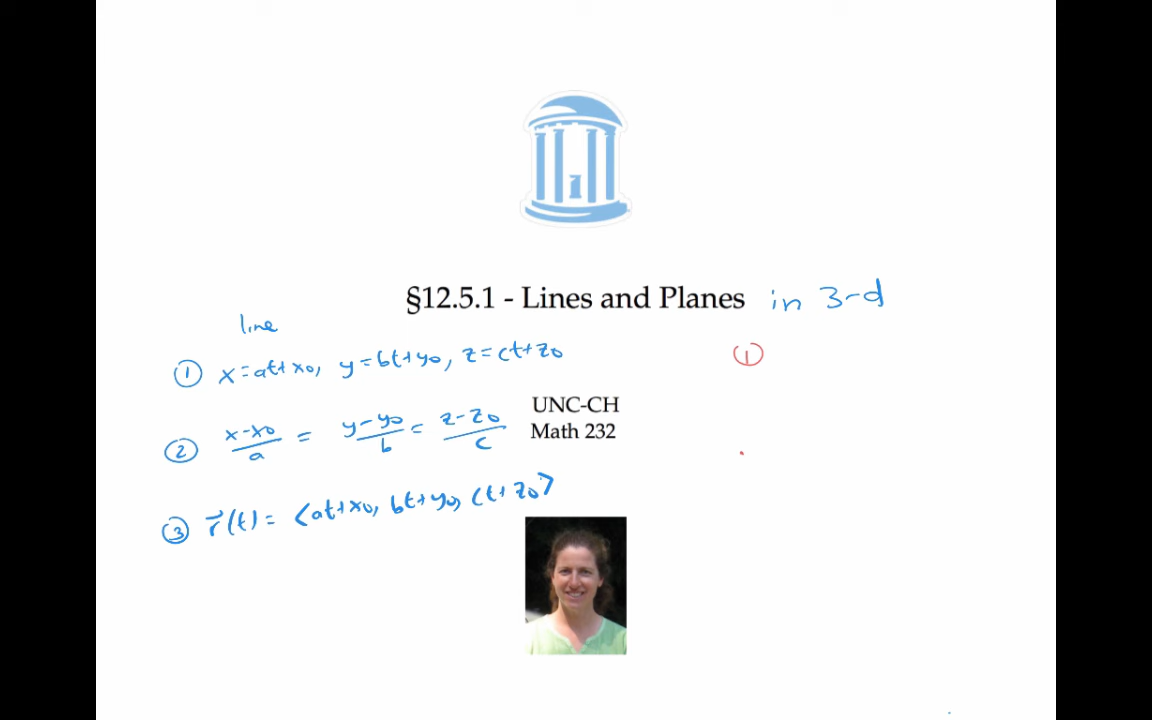 §12.5.1 - Lines and Planes in 3-d
line
① x=at+x₀, y=bt+y₀, z=ct+z₀
①
UNC-CH
Math 232
② (x-x₀)/a = (y-y₀)/b = (z-z₀)/c
③ r⃗(t)= ⟨at+x₀, bt+y₀, ct+z₀⟩